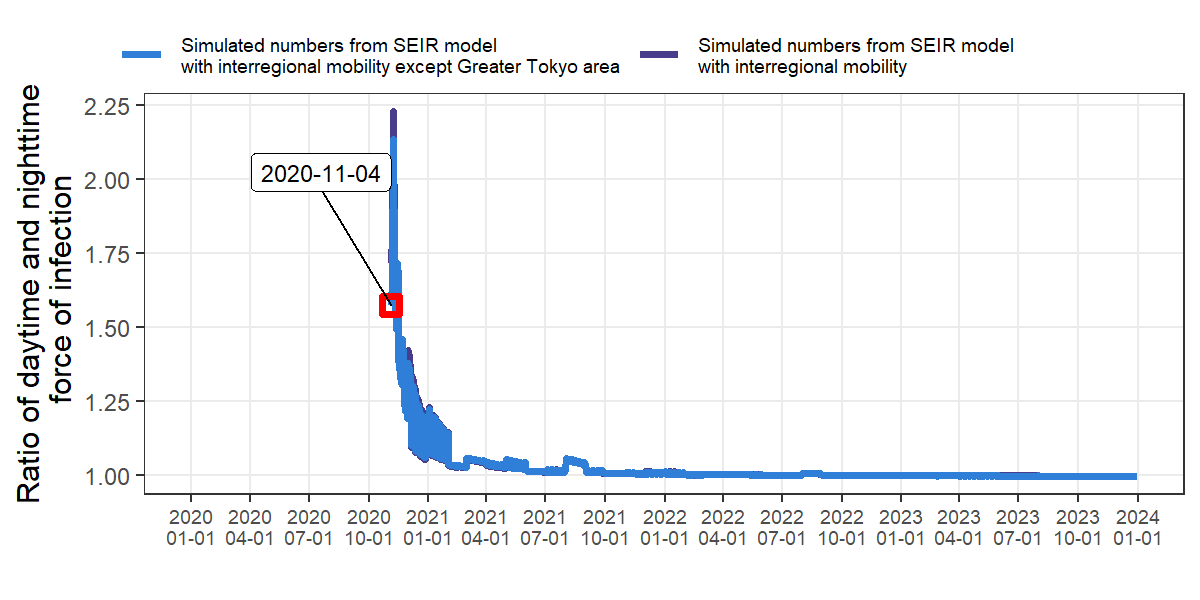 Simulated numbers from SEIR model
with interregional mobility except Greater Tokyo area
Simulated numbers from SEIR model
with interregional mobility
Ratio of daytime and nighttime
force of infection
2.25
2.00
1.75
1.50
1.25
1.00
2020-11-04
2020 2020 2020 2020 2021 2021 2021 2021 2022 2022 2022 2022 2023 2023 2023 2023 2024
01-01 04-01 07-01 10-01 01-01 04-01 07-01 10-01 01-01 04-01 07-01 10-01 01-01 04-01 07-01 10-01 01-01